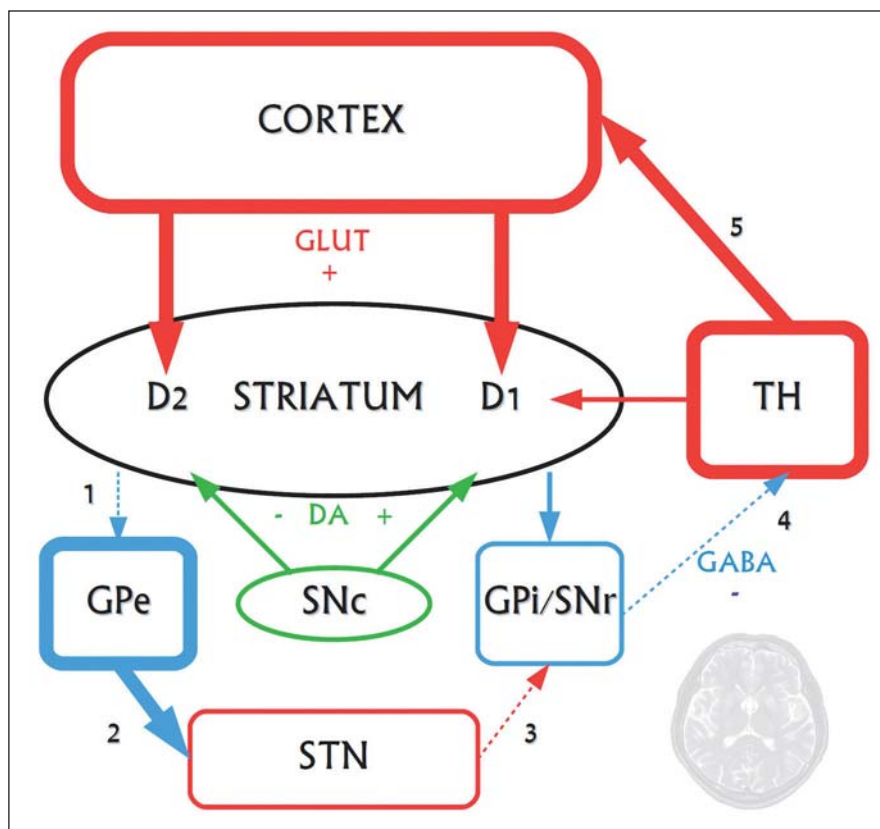 CORTEX
GLUT
+
5
D2 STRIATUM D1
TH
1
- DA +
4
GABA
-
GPe
SNc
GPi/SNr
2
STN
3